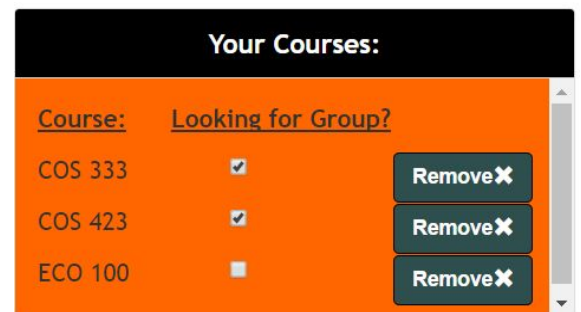 Your Courses:
Course: Looking for Group?
COS 333 Remove✖
COS 423 Remove✖
ECO 100 Remove✖